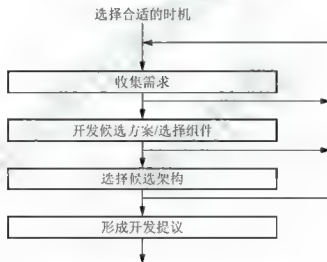 选择合适的时机
收集需求
开发候选方案/选择组件
选择候选架构
形成开发提议